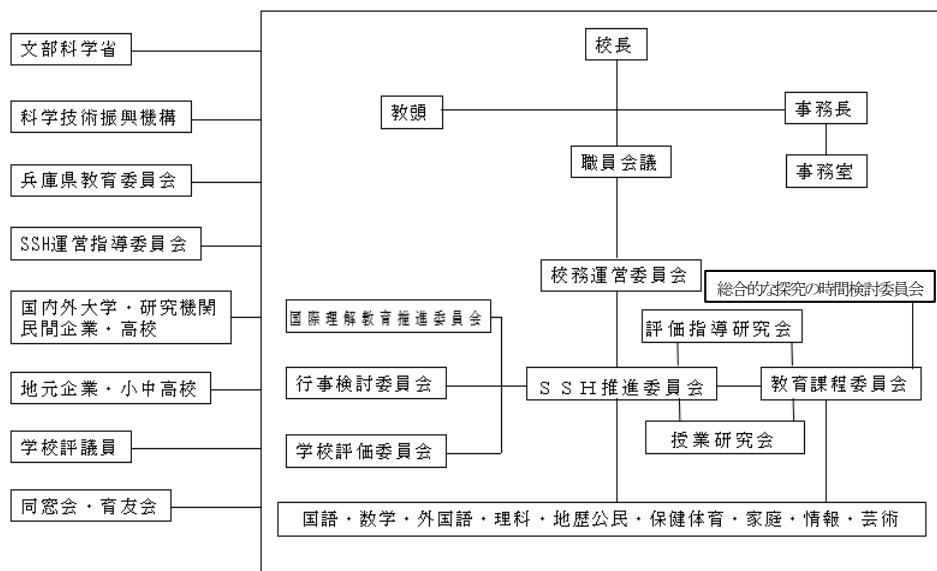 文部科学省
科学技術振興機構
兵庫県教育委員会
SSH運営指導委員会
国内外大学・研究機関
民間企業・高校
地元企業・小中高校
学校評議員
同窓会・育友会
校長
教頭
事務長
職員会議
事務室
校務運営委員会
総合的な探究の時間検討委員会
国際理解教育推進委員会
評価指導研究会
行事検討委員会
ＳＳＨ推進委員会
教育課程委員会
学校評価委員会
授業研究会
国語・数学・外国語・理科・地歴公民・保健体育・家庭・情報・芸術